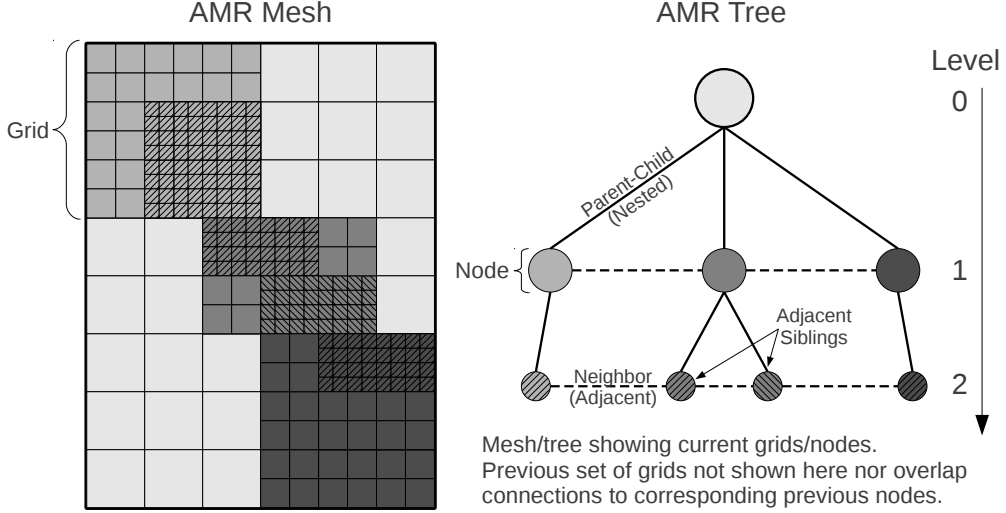 AMR Mesh
AMR Tree
Level
0
Grid
Parent-Child
(Nested)
Node
1
Adjacent
Siblings
Neighbor
(Adjacent)
2
Mesh/tree showing current grids/nodes.
Previous set of grids not shown here nor overlap
connections to corresponding previous nodes.